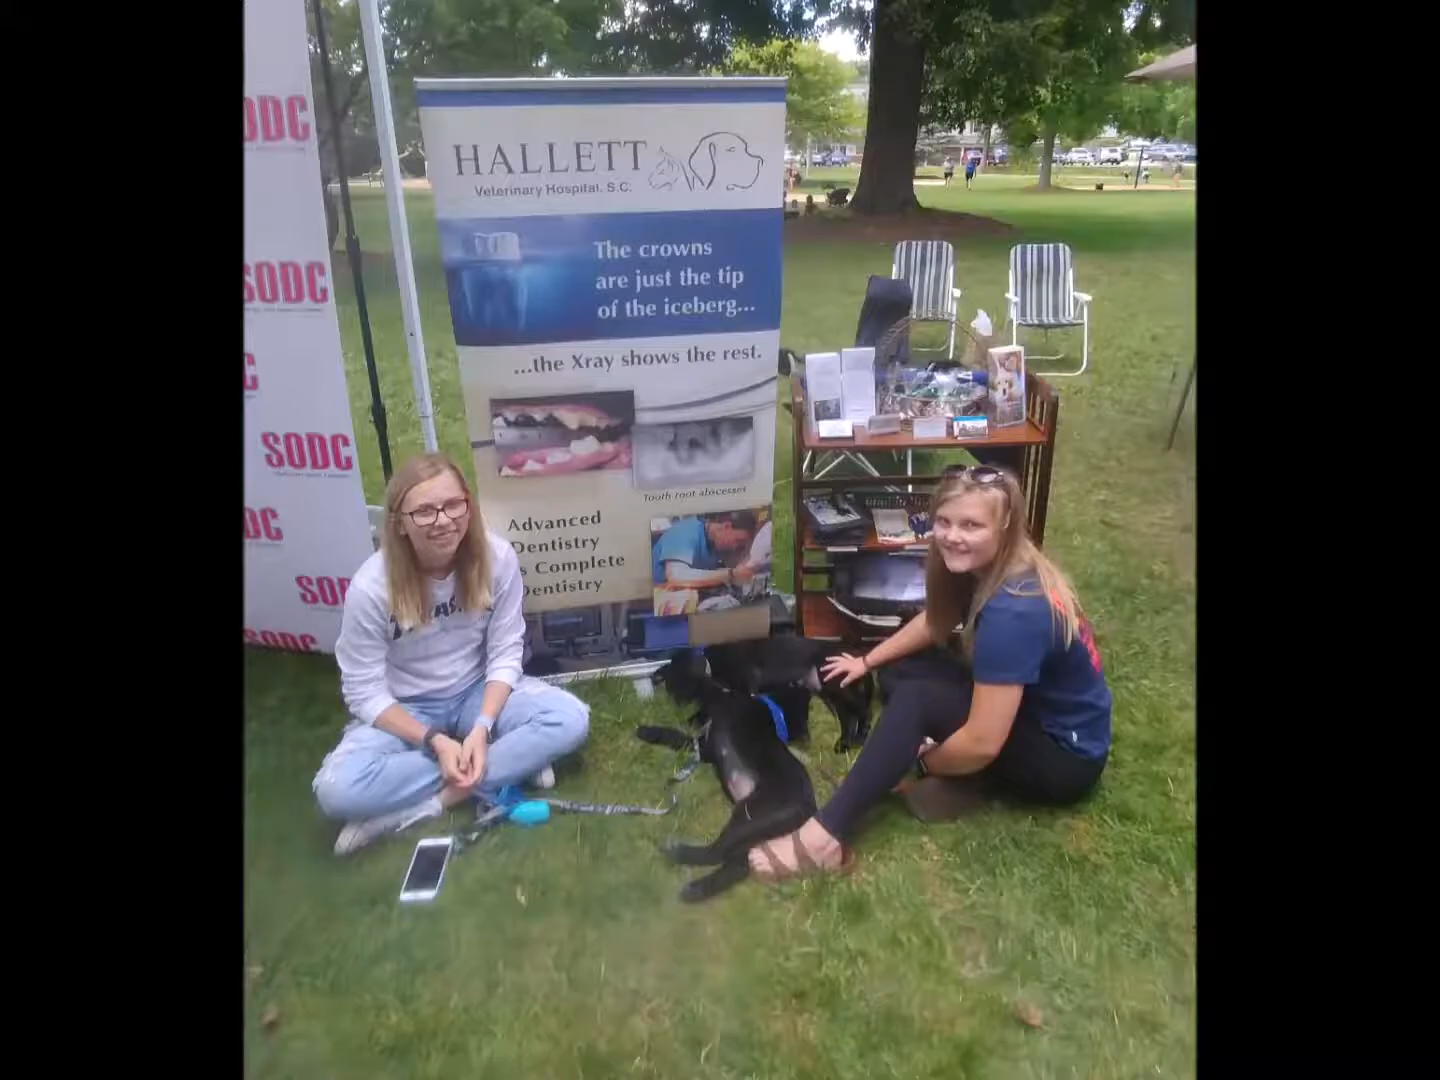 SODC
SODC
SODC
SODC
HALLETT
Veterinary Hospital, S.C.
The crowns
are just the tip
of the iceberg...
...the Xray shows the rest.
Tooth root abscesses
Advanced
Dentistry
Complete
Dentistry